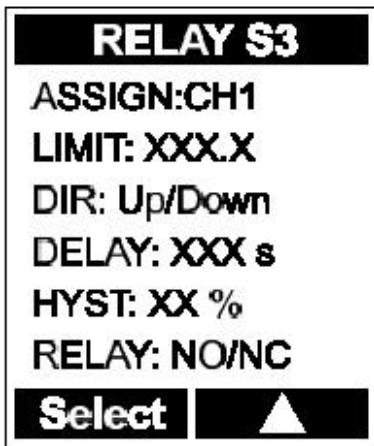 RELAY S3
ASSIGN:CH1
LIMIT: XXX.X
DIR: Up/Down
DELAY: XXX s
HYST: XX %
RELAY: NO/NC
Select